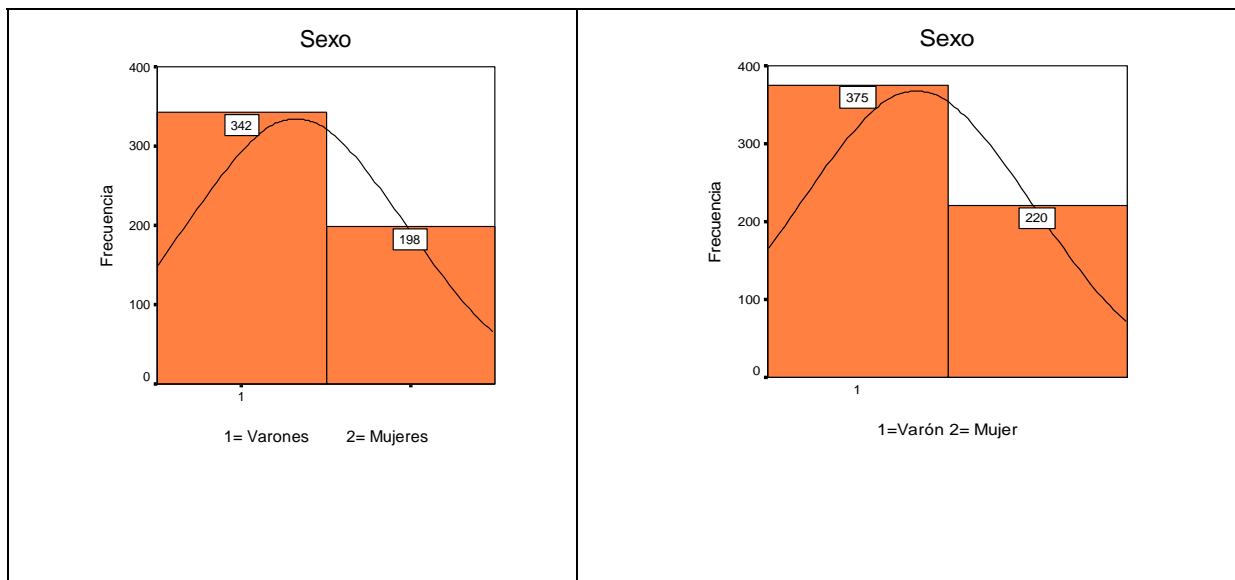 Sexo
400
300
200
100
0
Frecuencia
342
198
1
1= Varones 2= Mujeres
Sexo
400
300
200
100
0
Frecuencia
375
220
1
1=Varón 2= Mujer